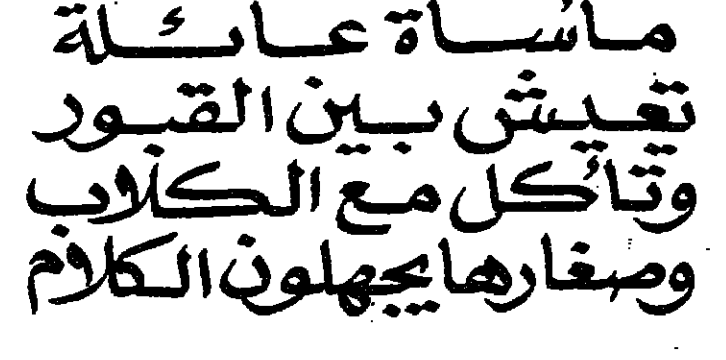 مأساة عائلة
تعيش بين القبور
وتأكل مع الكلاب
وصغارها يجهلون الكلام